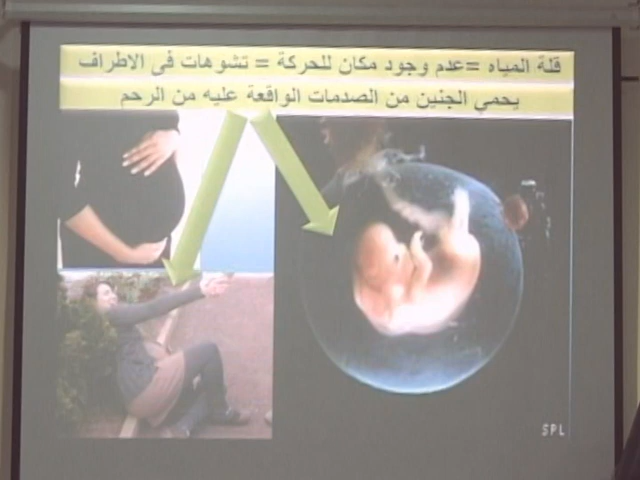 قلة المياه =عدم وجود مكان للحركة = تشوهات فى الاطراف
يحمي الجنين من الصدمات الواقعة عليه من الرحم
SPL